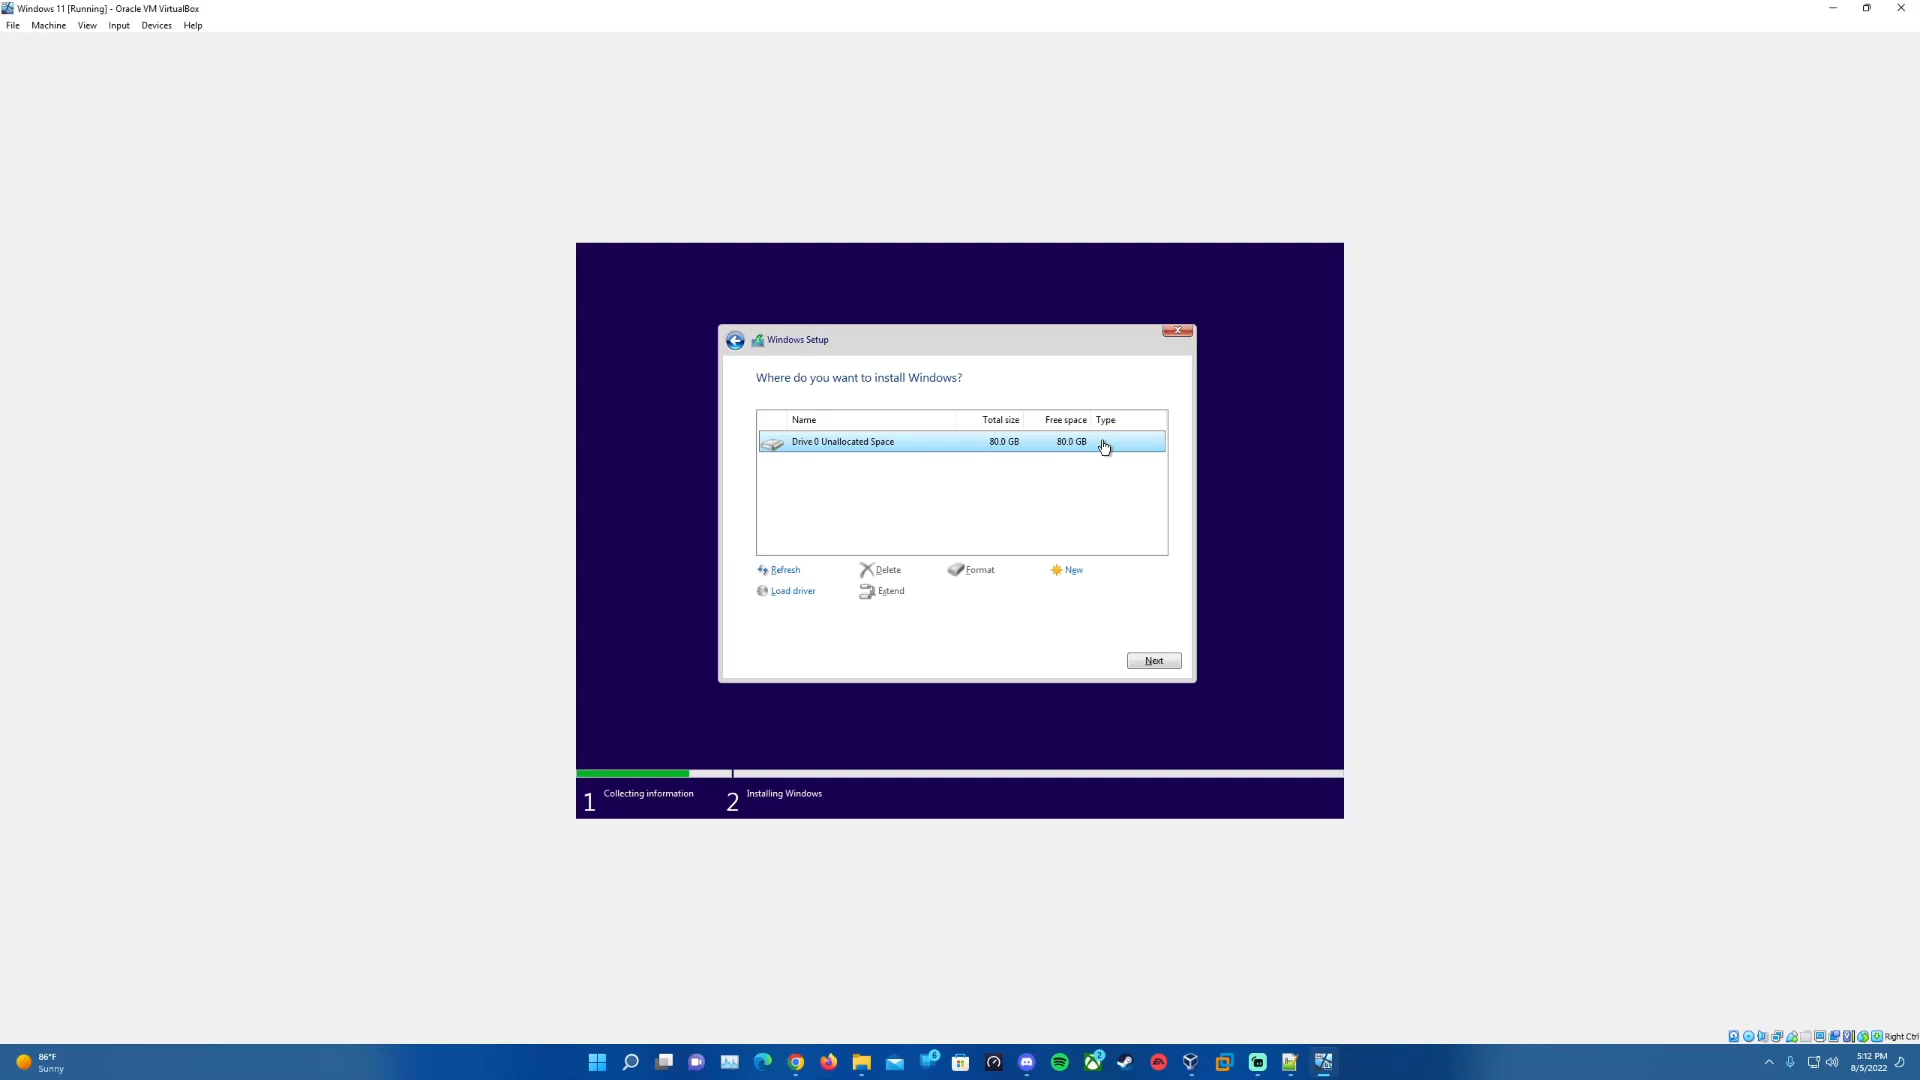 Windows 11 [Running] - Oracle VM VirtualBox
File Machine View Input Devices Help
Windows Setup
Where do you want to install Windows?
Name Total size Free space Type
Drive 0 Unallocated Space 80.0 GB 80.0 GB
Refresh Delete Format New
Load driver Extend
Next
1 Collecting information 2 Installing Windows
Right Ctrl
86°F
Sunny
6
2
5:12 PM
8/5/2022